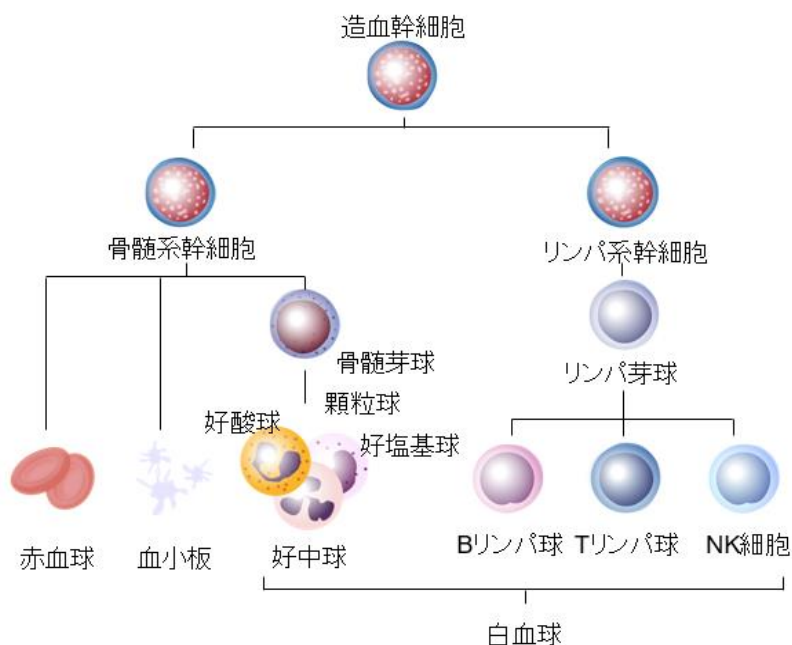 造血幹細胞
骨髄系幹細胞
リンパ系幹細胞
骨髄芽球
リンパ芽球
顆粒球
好酸球
好塩基球
赤血球
血小板
好中球
Bリンパ球
Tリンパ球
NK細胞
白血球